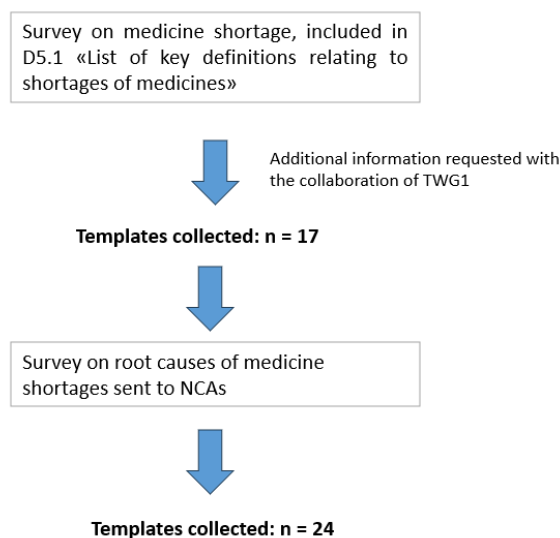 Survey on medicine shortage, included in
D5.1 «List of key definitions relating to
shortages of medicines»
Additional information requested with
the collaboration of TWG1
Templates collected: n = 17
Survey on root causes of medicine
shortages sent to NCAs
Templates collected: n = 24